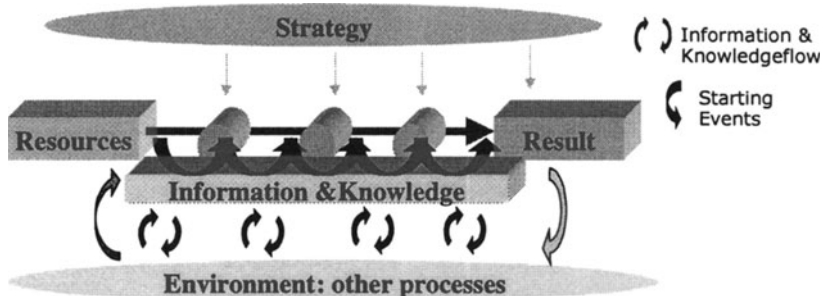 Strategy
Information &
Knowledgeflow
Starting
Events
Resources
Result
Information &Knowledge
Environment: other processes